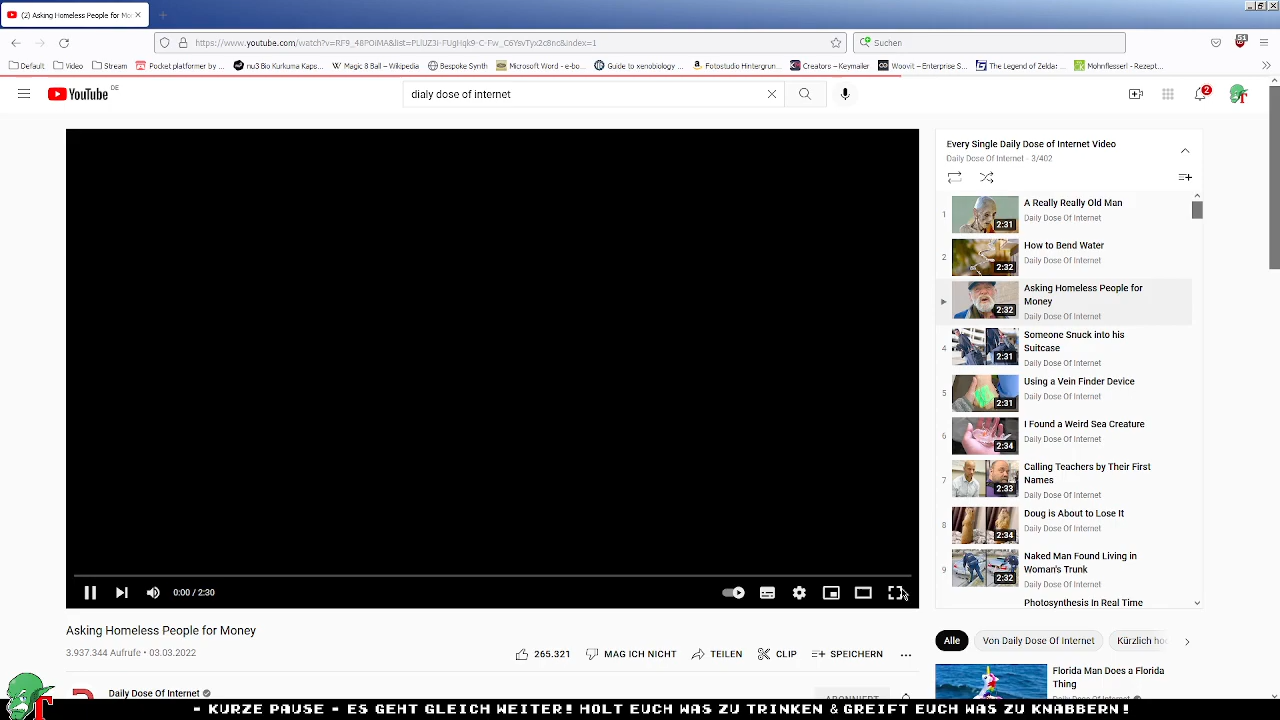 (2) Asking Homeless People for Mo
https://www.youtube.com/watch?v=RF9_48POiMA&list=PLiUZ3I-FUgHqk9-C-Fw_C6YsvTyx2c8nc&index=1
Suchen
51
Default Video Stream Pocket platformer by ... nu3 Bio Kurkuma Kaps... Magic 8 Ball – Wikipedia Bespoke Synth Microsoft Word - e-bo... Guide to xenobiology ... Fotostudio Hintergrun... Creators – Keymailer Woovit – Enterprise S... The Legend of Zelda: ... Mohnflesserl - Rezept...
YouTube DE
dialy dose of internet
2
Every Single Daily Dose of Internet Video
Daily Dose Of Internet - 3/402
1 A Really Really Old Man
Daily Dose Of Internet
2:31
2 How to Bend Water
Daily Dose Of Internet
2:32
Asking Homeless People for
Money
Daily Dose Of Internet
2:32
4 Someone Snuck into his
Suitcase
Daily Dose Of Internet
2:31
5 Using a Vein Finder Device
Daily Dose Of Internet
2:31
6 I Found a Weird Sea Creature
Daily Dose Of Internet
2:34
7 Calling Teachers by Their First
Names
Daily Dose Of Internet
2:33
8 Doug is About to Lose It
Daily Dose Of Internet
2:34
9 Naked Man Found Living in
Woman's Trunk
Daily Dose Of Internet
2:32
Photosynthesis In Real Time
0:00 / 2:30
Asking Homeless People for Money
3.937.344 Aufrufe • 03.03.2022
265.321 MAG ICH NICHT TEILEN CLIP SPEICHERN
Alle Von Daily Dose Of Internet Kürzlich hoc
Florida Man Does a Florida
Thing
Daily Dose Of Internet
Daily Dose Of Internet
ABONNIERT
- KURZE PAUSE - ES GEHT GLEICH WEITER! HOLT EUCH WAS ZU TRINKEN & GREIFT EUCH WAS ZU KNABBERN!